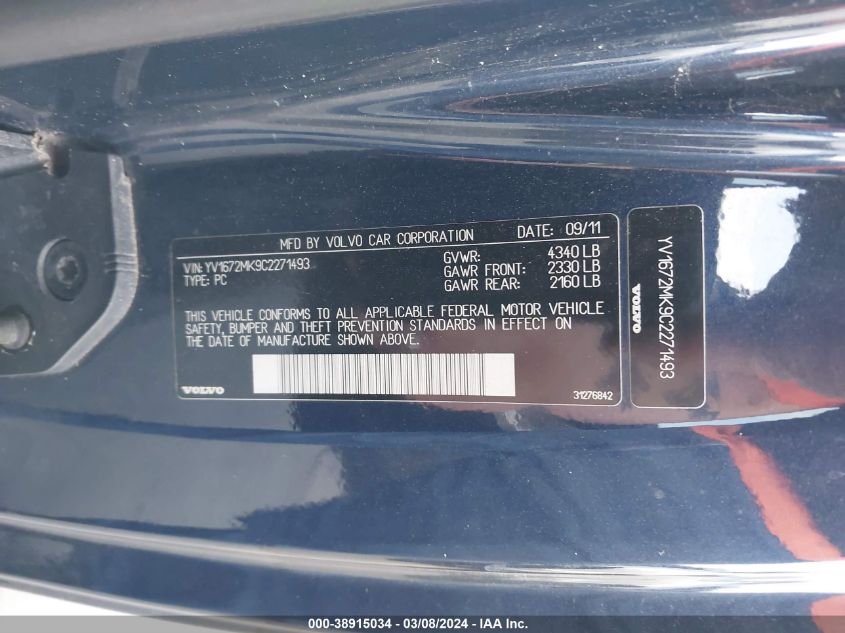 MFD BY VOLVO CAR CORPORATION DATE: 09/11
VIN: YV1672MK9C2271493 GVWR: 4340 LB
TYPE: PC GAWR FRONT: 2330 LB
GAWR REAR: 2160 LB
THIS VEHICLE CONFORMS TO ALL APPLICABLE FEDERAL MOTOR VEHICLE
SAFETY, BUMPER AND THEFT PREVENTION STANDARDS IN EFFECT ON
THE DATE OF MANUFACTURE SHOWN ABOVE.
VOLVO 31276842
YV1672MK9C2271493
VOLVO
000-38915034 - 03/08/2024 - © IAA, Inc.